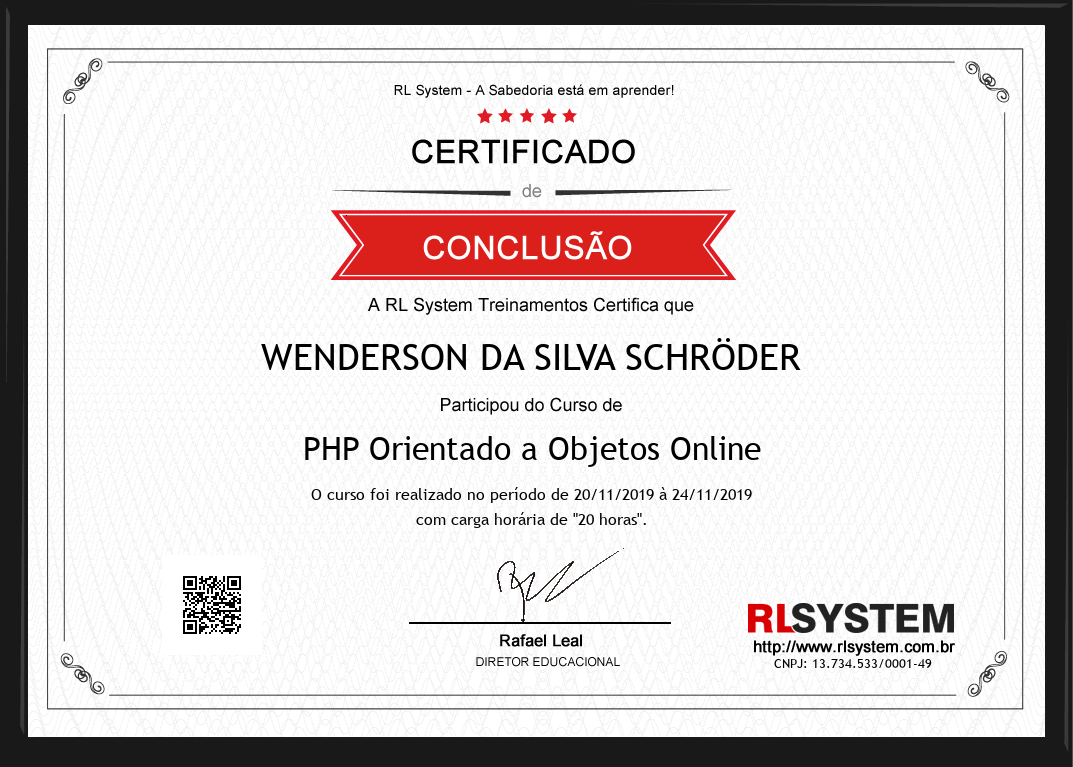 RL System - A Sabedoria está em aprender!
CERTIFICADO
de
CONCLUSÃO
A RL System Treinamentos Certifica que
WENDERSON DA SILVA SCHRÖDER
Participou do Curso de
PHP Orientado a Objetos Online
O curso foi realizado no período de 20/11/2019 à 24/11/2019
com carga horária de "20 horas".
Rafael Leal
DIRETOR EDUCACIONAL
RLSYSTEM
http://www.rlsystem.com.br
CNPJ: 13.734.533/0001-49